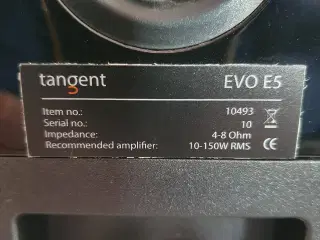 tangent EVO E5
Item no.: 10493
Serial no.: 10
Impedance: 4-8 Ohm
Recommended amplifier: 10-150W RMS CE